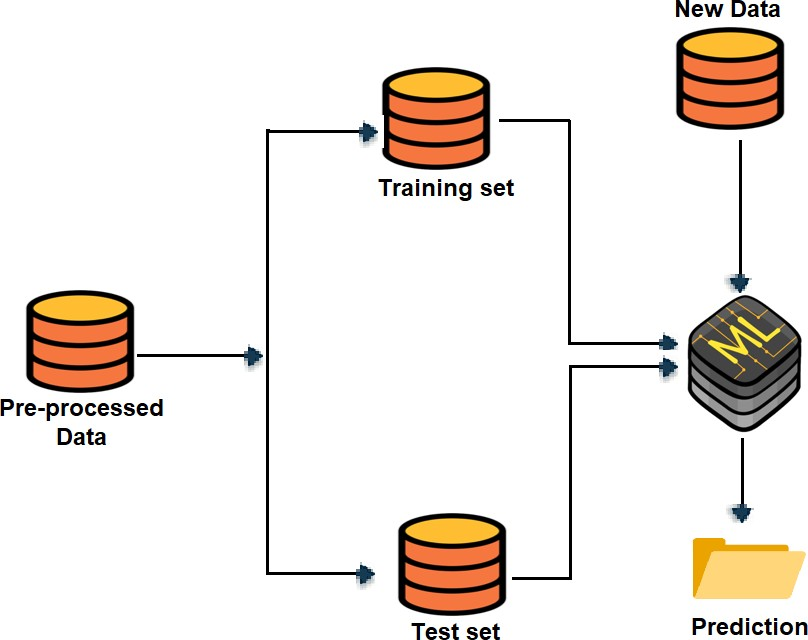 New Data
Training set
ML
Pre-processed
Data
Test set
Prediction